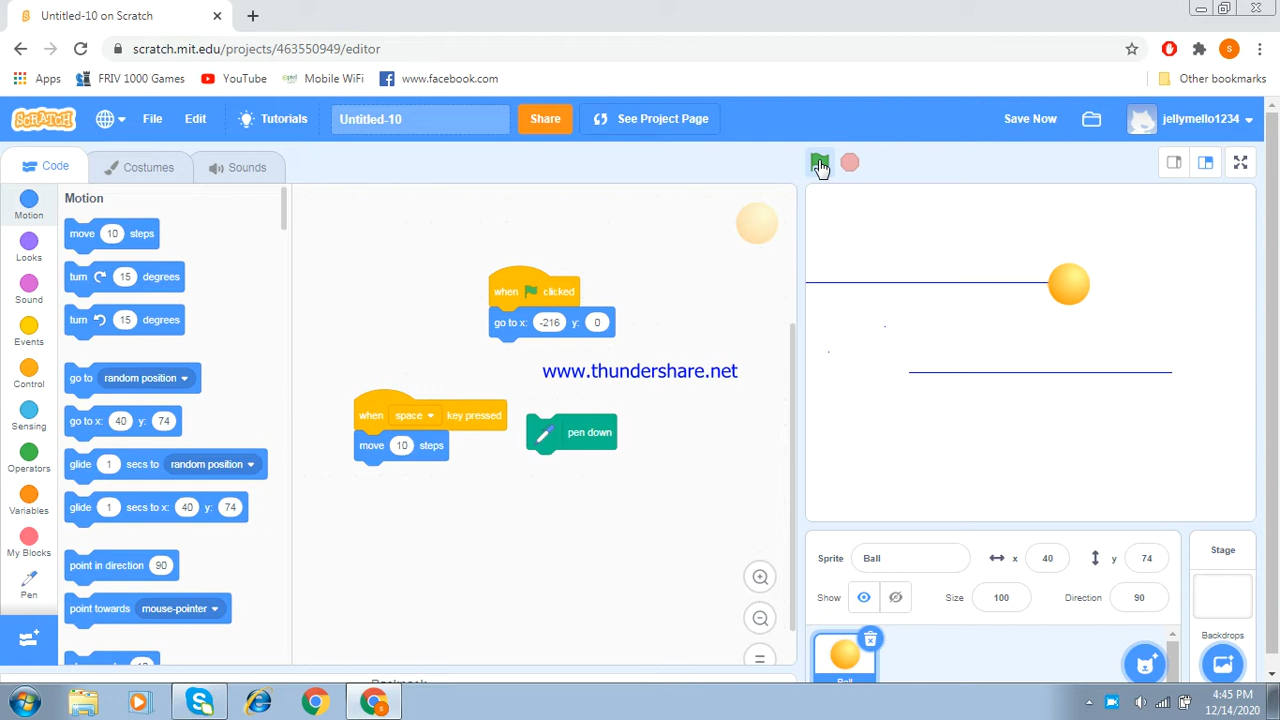 Untitled-10 on Scratch
scratch.mit.edu/projects/463550949/editor
S
Apps FRIV 1000 Games YouTube Mobile WiFi www.facebook.com Other bookmarks
SCRATCH File Edit Tutorials Untitled-10 Share See Project Page Save Now jellymello1234
Code Costumes Sounds
Motion
Motion
Looks
Sound
Events
Control
Sensing
Operators
Variables
My Blocks
Pen
move 10 steps
turn 15 degrees
turn 15 degrees
go to random position
go to x: 40 y: 74
glide 1 secs to random position
glide 1 secs to x: 40 y: 74
point in direction 90
point towards mouse-pointer
when clicked
go to x: -216 y: 0
www.thundershare.net
when space key pressed
move 10 steps
pen down
Sprite Ball x 40 y 74
Show Size 100 Direction 90
Stage
Backdrops
4:45 PM
12/14/2020